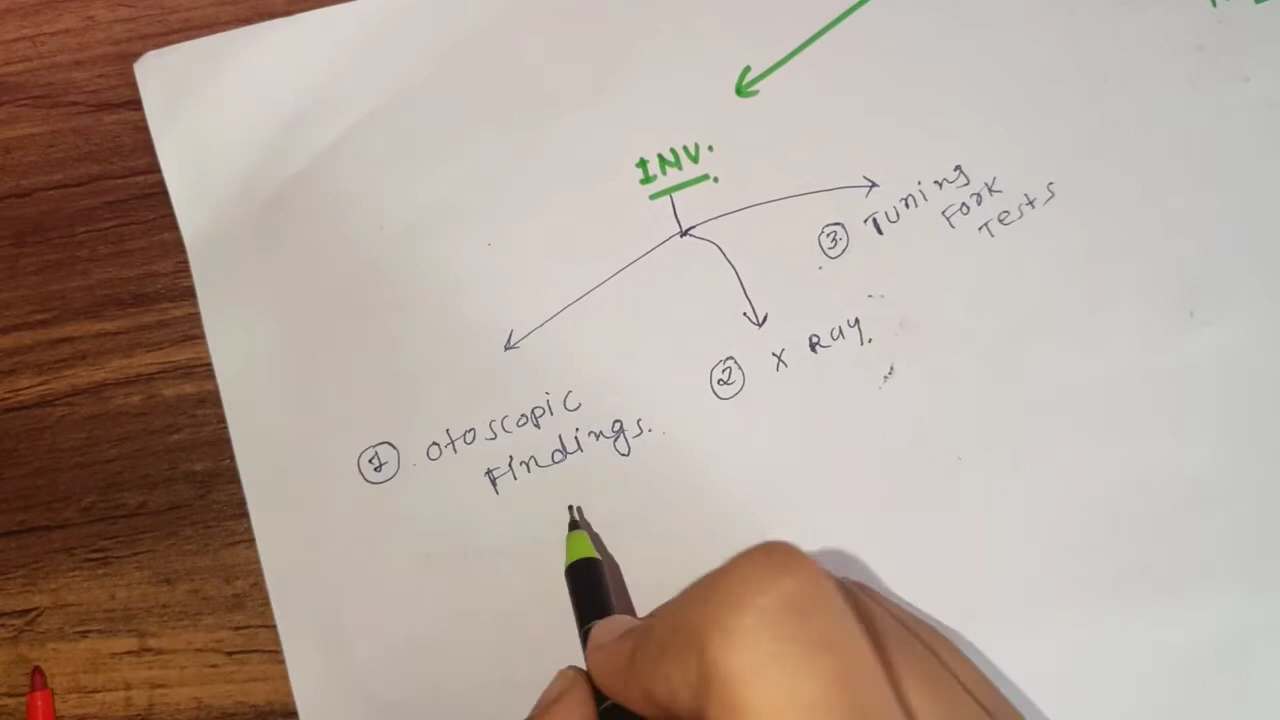 INV.
③ Tuning
Fork
Tests
② X Ray.
① Otoscopic
Findings.